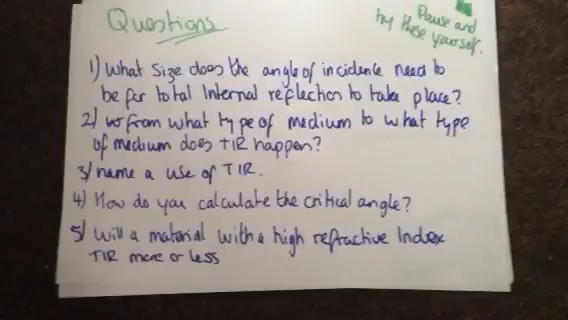 Questions
Pause and
try these yourself.
1) What size does the angle of incidence need to
be for total Internal reflection to take place?
2) from what type of medium to what type
of medium does TIR happen?
3) name a use of TIR.
4) How do you calculate the critical angle?
5) Will a material with a high refractive Index
TIR more or less